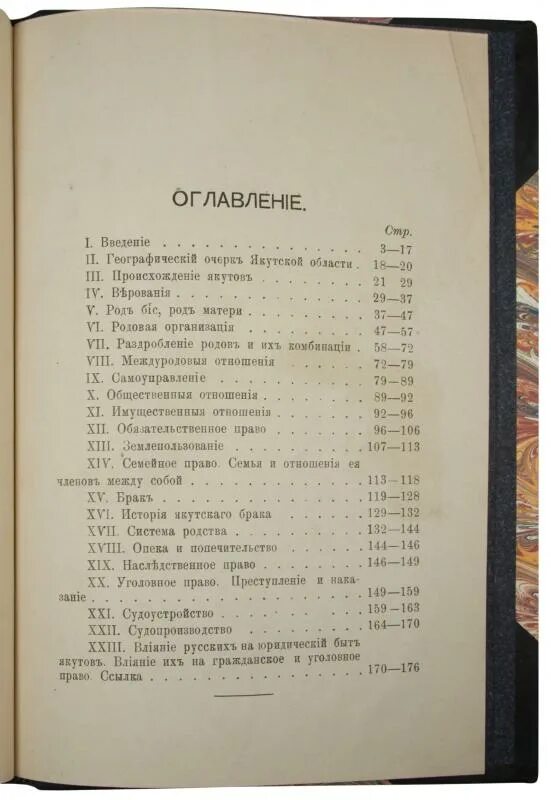 ОГЛАВЛЕНІЕ.
Стр.
I. Введеніе . . . . . . . . . . . . . . 3—17
II. Географическій очеркъ Якутской области . 18—20
III. Происхожденіе якутовъ . . . . . . . . 21 29
IV. Вѣрованія . . . . . . . . . . . . . 29—37
V. Родъ біс, родъ матери . . . . . . . . 37—47
VI. Родовая организація . . . . . . . . . 47—57
VII. Раздробленіе родовъ и ихъ комбинаціи . 58—72
VIII. Междуродовыя отношенія . . . . . . 72—79
IX. Самоуправленіе . . . . . . . . . . 79—89
X. Общественныя отношенія . . . . . . . 89—92
XI. Имущественныя отношенія . . . . . . 92—96
XII. Обязательственное право . . . . . . 96—106
XIII. Землепользованіе . . . . . . . . . 107—113
XIV. Семейное право. Семья и отношенія ея
членовъ между собой . . . . . . . . . . 113—118
XV. Бракъ . . . . . . . . . . . . . . 119—128
XVI. Исторія якутскаго брака . . . . . . 129—132
XVII. Система родства . . . . . . . . . 132—144
XVIII. Опека и попечительство . . . . . . 144—146
XIX. Наслѣдственное право . . . . . . . 146—149
XX. Уголовное право. Преступленіе и нака-
заніе . . . . . . . . . . . . . . . . 149—159
XXI. Судоустройство . . . . . . . . . . 159—163
XXII. Судопроизводство . . . . . . . . . 164—170
XXIII. Вліяніе русскихъ на юридическій бытъ
якутовъ. Вліяніе ихъ на гражданское и уголовное
право. Ссылка . . . . . . . . . . . . . 170—176